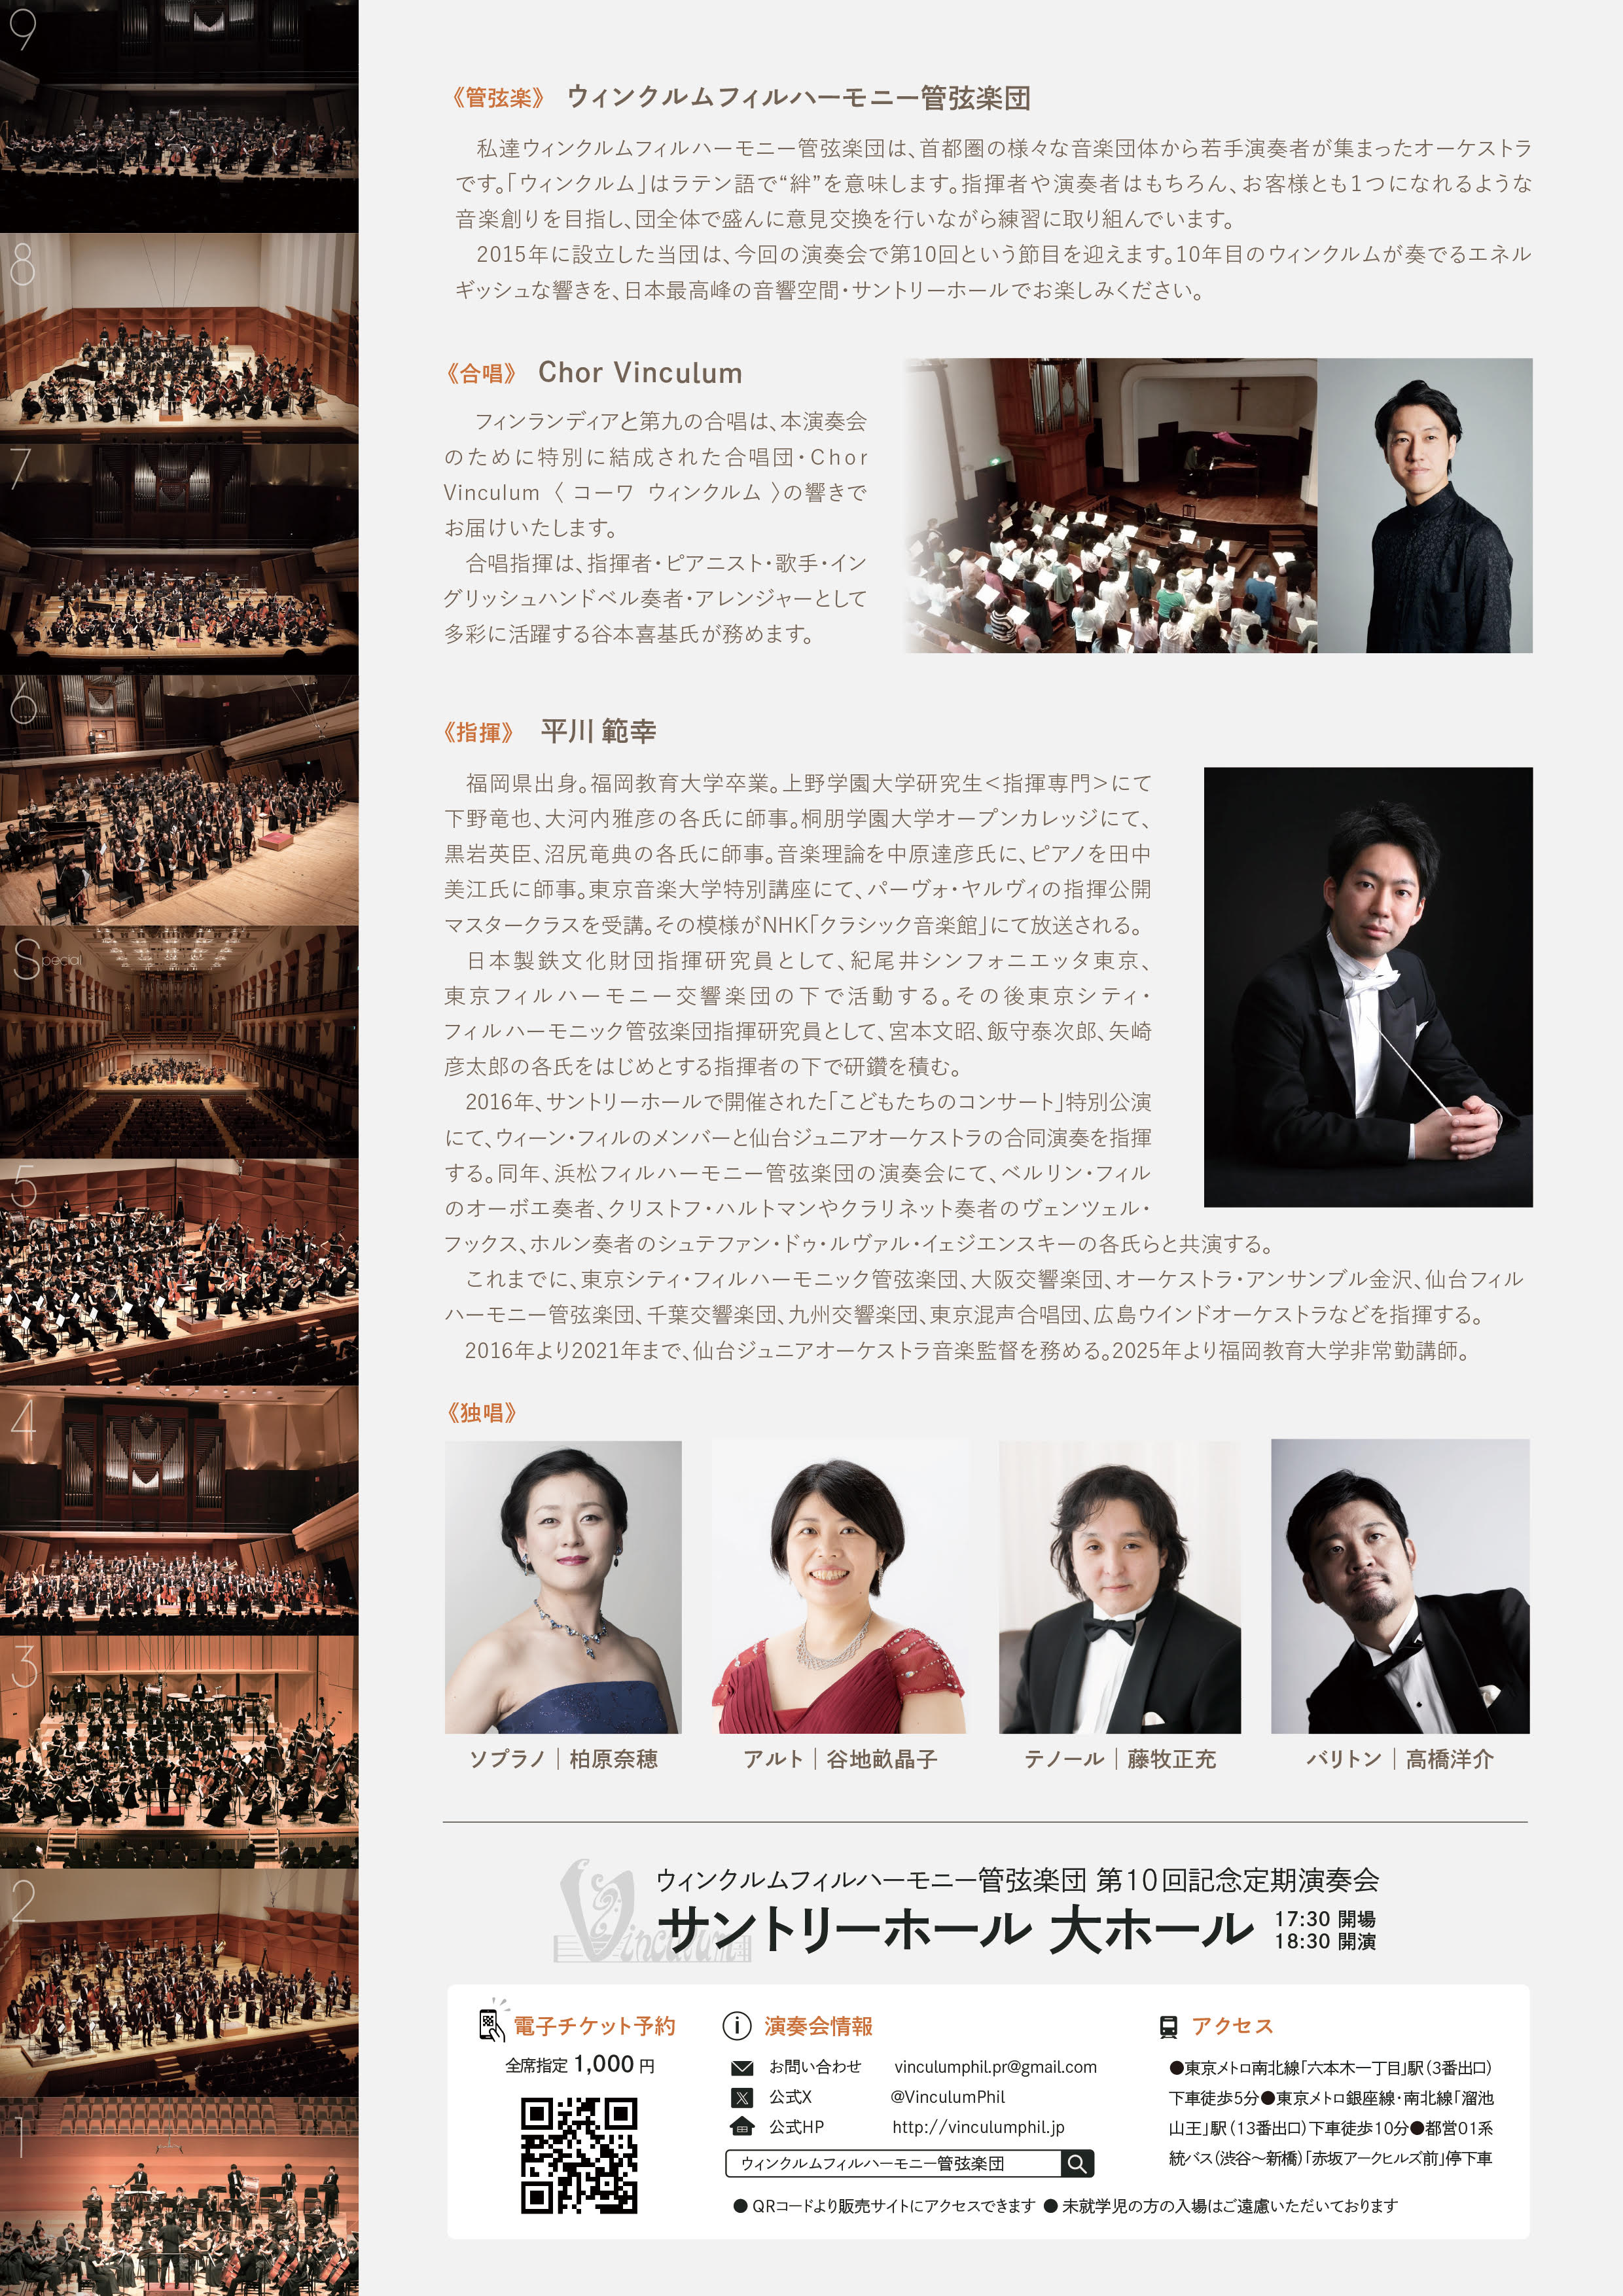 9
8
7
6
Special
5
4
3
2
1
《管弦楽》 ウィンクルムフィルハーモニー管弦楽団
私達ウィンクルムフィルハーモニー管弦楽団は、首都圏の様々な音楽団体から若手演奏者が集まったオーケストラ
です。「ウィンクルム」はラテン語で“絆”を意味します。指揮者や演奏者はもちろん、お客様とも1つになれるような
音楽創りを目指し、団全体で盛んに意見交換を行いながら練習に取り組んでいます。
2015年に設立した当団は、今回の演奏会で第10回という節目を迎えます。10年目のウィンクルムが奏でるエネル
ギッシュな響きを、日本最高峰の音響空間・サントリーホールでお楽しみください。
《合唱》 Chor Vinculum
フィンランディアと第九の合唱は、本演奏会
のために特別に結成された合唱団・Chor
Vinculum 〈 コーワ ウィンクルム 〉の響きで
お届けいたします。
合唱指揮は、指揮者・ピアニスト・歌手・イン
グリッシュハンドベル奏者・アレンジャーとして
多彩に活躍する谷本喜基氏が務めます。
《指揮》 平川 範幸
福岡県出身。福岡教育大学卒業。上野学園大学研究生<指揮専門>にて
下野竜也、大河内雅彦の各氏に師事。桐朋学園大学オープンカレッジにて、
黒岩英臣、沼尻竜典の各氏に師事。音楽理論を中原達彦氏に、ピアノを田中
美江氏に師事。東京音楽大学特別講座にて、パーヴォ・ヤルヴィの指揮公開
マスタークラスを受講。その模様がNHK「クラシック音楽館」にて放送される。
日本製鉄文化財団指揮研究員として、紀尾井シンフォニエッタ東京、
東京フィルハーモニー交響楽団の下で活動する。その後東京シティ・
フィルハーモニック管弦楽団指揮研究員として、宮本文昭、飯守泰次郎、矢崎
彦太郎の各氏をはじめとする指揮者の下で研鑽を積む。
2016年、サントリーホールで開催された「こどもたちのコンサート」特別公演
にて、ウィーン・フィルのメンバーと仙台ジュニアオーケストラの合同演奏を指揮
する。同年、浜松フィルハーモニー管弦楽団の演奏会にて、ベルリン・フィル
のオーボエ奏者、クリストフ・ハルトマンやクラリネット奏者のヴェンツェル・
フックス、ホルン奏者のシュテファン・ドゥ・ルヴァル・イェジエンスキーの各氏らと共演する。
これまでに、東京シティ・フィルハーモニック管弦楽団、大阪交響楽団、オーケストラ・アンサンブル金沢、仙台フィル
ハーモニー管弦楽団、千葉交響楽団、九州交響楽団、東京混声合唱団、広島ウインドオーケストラなどを指揮する。
2016年より2021年まで、仙台ジュニアオーケストラ音楽監督を務める。2025年より福岡教育大学非常勤講師。
《独唱》
ソプラノ｜柏原奈穂
アルト｜谷地畝晶子
テノール｜藤牧正充
バリトン｜高橋洋介
Vinculum
ウィンクルムフィルハーモニー管弦楽団 第10回記念定期演奏会
サントリーホール 大ホール
17:30 開場
18:30 開演
電子チケット予約
全席指定 1,000 円
演奏会情報
お問い合わせ vinculumphil.pr@gmail.com
公式X @VinculumPhil
公式HP http://vinculumphil.jp
ウィンクルムフィルハーモニー管弦楽団
アクセス
●東京メトロ南北線「六本木一丁目」駅（3番出口）
下車徒歩5分●東京メトロ銀座線・南北線「溜池
山王」駅（13番出口）下車徒歩10分●都営01系
統バス（渋谷～新橋）「赤坂アークヒルズ前」停下車
● QRコードより販売サイトにアクセスできます ● 未就学児の方の入場はご遠慮いただいております